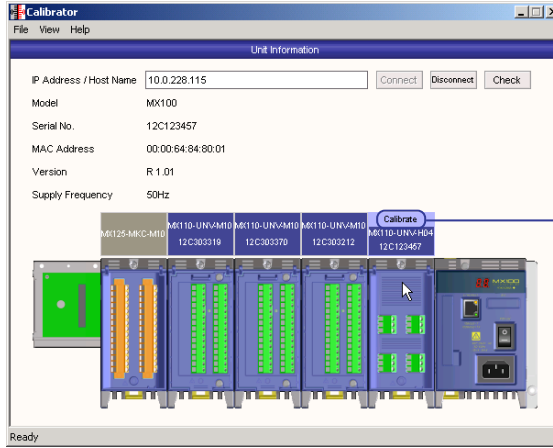 Calibrator
File View Help
Unit Information
IP Address / Host Name 10.0.228.115 Connect Disconnect Check
Model MX100
Serial No. 12C123457
MAC Address 00:00:64:84:80:01
Version R 1.01
Supply Frequency 50Hz
Calibrate
MX125-MKC-M10 MX110-UNV-M10 MX110-UNV-M10 MX110-UNV-M10 MX110-UNV-H04
12C303319 12C303370 12C303212 12C123457
MX100
Ready